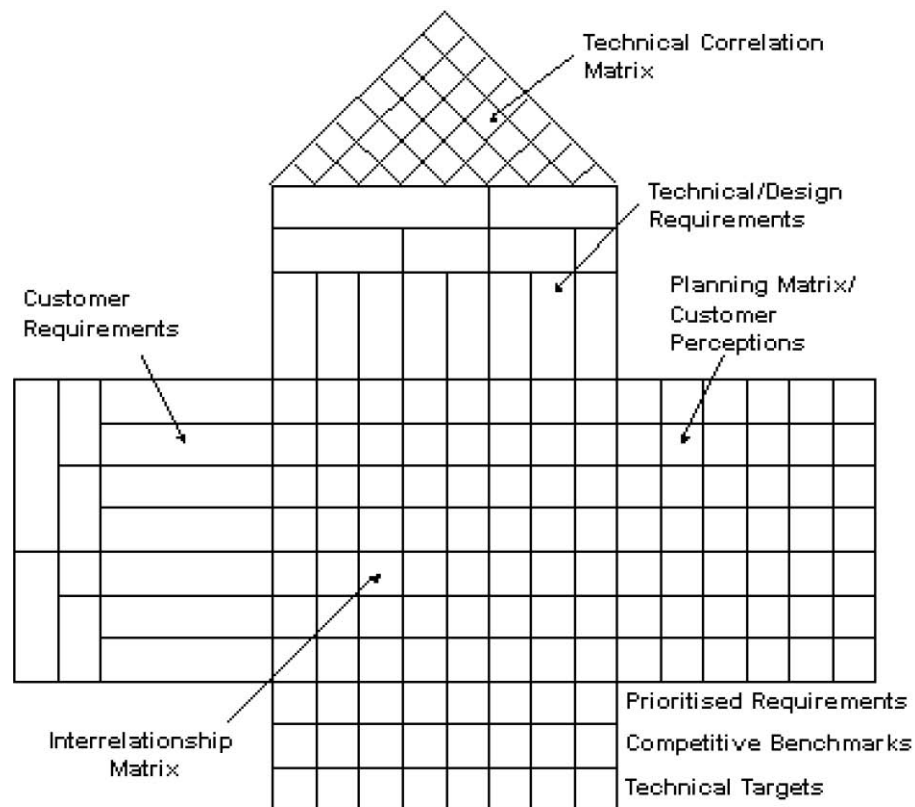 Technical Correlation
Matrix
Technical/Design
Requirements
Customer
Requirements
Planning Matrix/
Customer
Perceptions
Interrelationship
Matrix
Prioritised Requirements
Competitive Benchmarks
Technical Targets